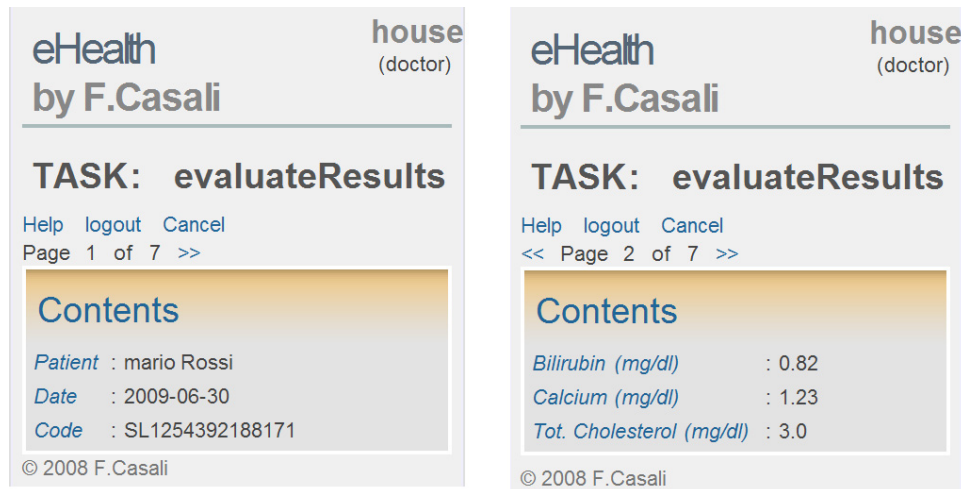 eHealth
by F.Casali
house
(doctor)
TASK: evaluateResults
Help logout Cancel
Page 1 of 7 >>
Contents
Patient : mario Rossi
Date : 2009-06-30
Code : SL1254392188171
© 2008 F.Casali
eHealth
by F.Casali
house
(doctor)
TASK: evaluateResults
Help logout Cancel
<< Page 2 of 7 >>
Contents
Bilirubin (mg/dl) : 0.82
Calcium (mg/dl) : 1.23
Tot. Cholesterol (mg/dl) : 3.0
© 2008 F.Casali